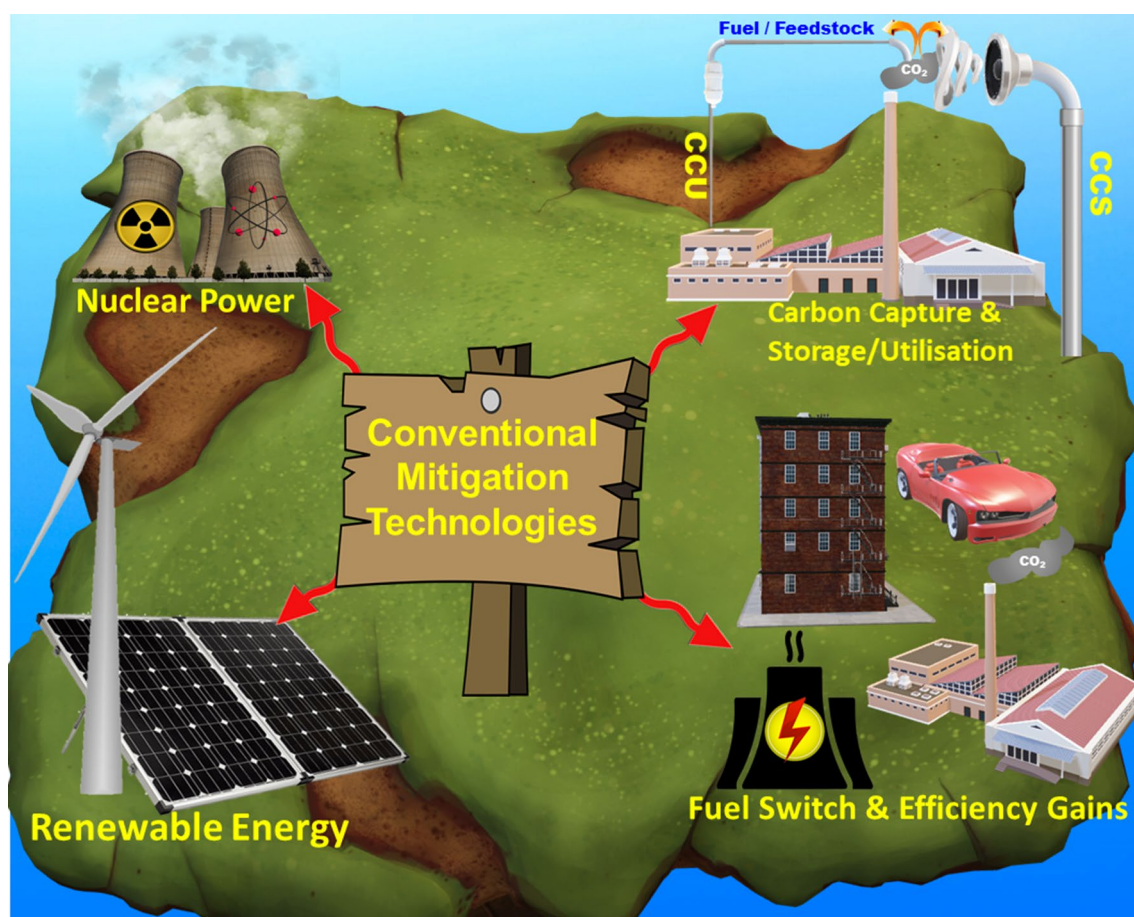 Fuel / Feedstock
CO₂
CCU
CCS
Nuclear Power
Carbon Capture &
Storage/Utilisation
Conventional
Mitigation
Technologies
CO₂
Renewable Energy
Fuel Switch & Efficiency Gains